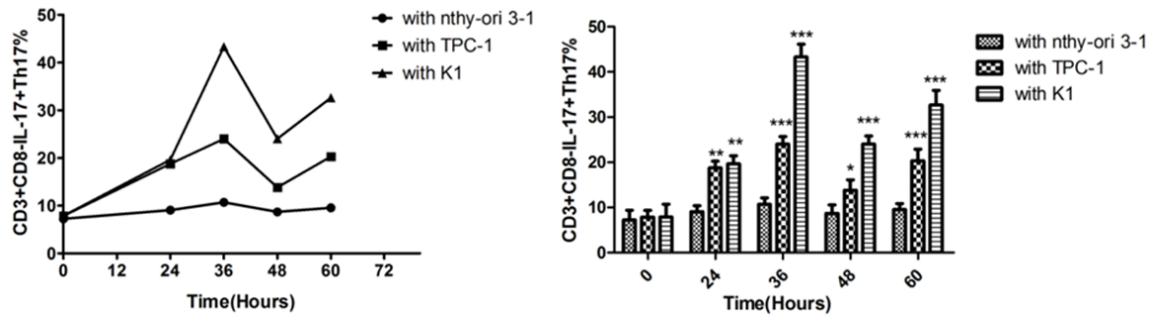 CD3+CD8-IL-17+Th17%
50
40
30
20
10
0
0 12 24 36 48 60 72
Time(Hours)
with nthy-ori 3-1
with TPC-1
with K1
CD3+CD8-IL-17+Th17%
50
40
30
20
10
0
** **
*** ***
* ***
*** ***
0 24 36 48 60
Time(Hours)
with nthy-ori 3-1
with TPC-1
with K1